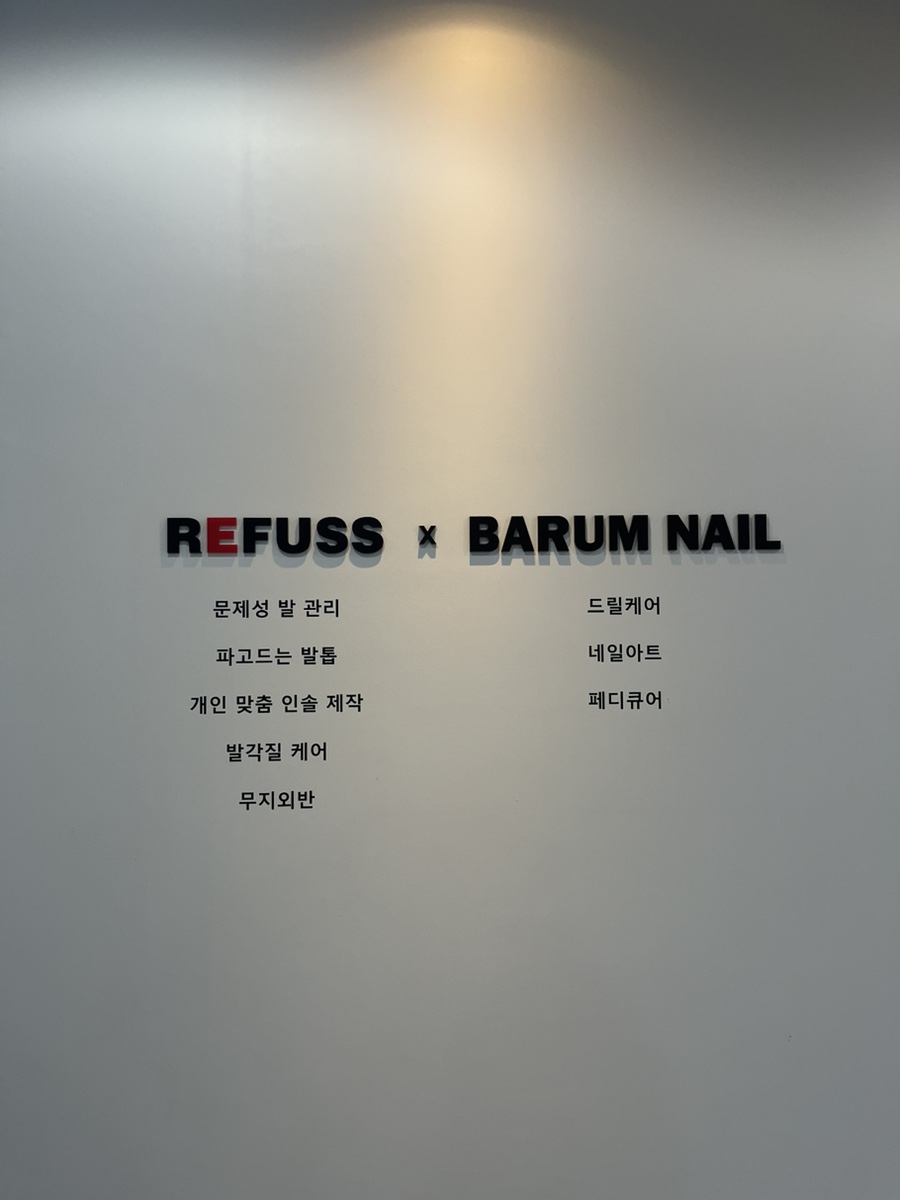 REFUSS x BARUM NAIL
문제성 발 관리
파고드는 발톱
개인 맞춤 인솔 제작
발각질 케어
무지외반
드릴케어
네일아트
페디큐어